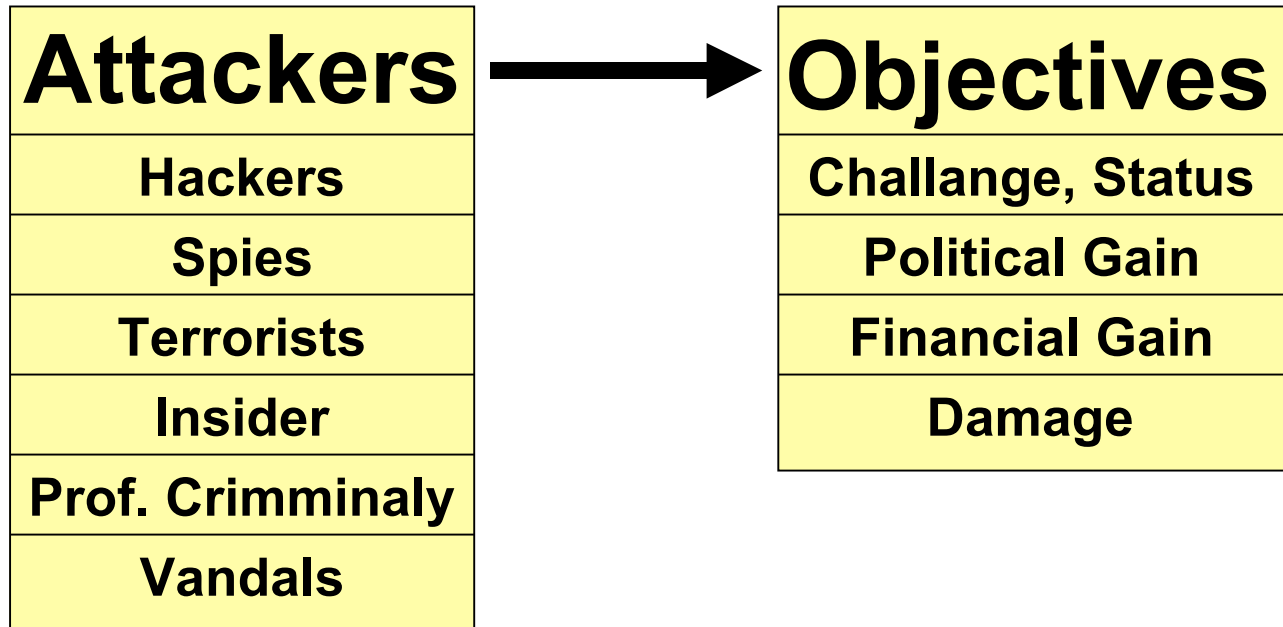 Attackers
Hackers
Spies
Terrorists
Insider
Prof. Crimminaly
Vandals
Objectives
Challange, Status
Political Gain
Financial Gain
Damage